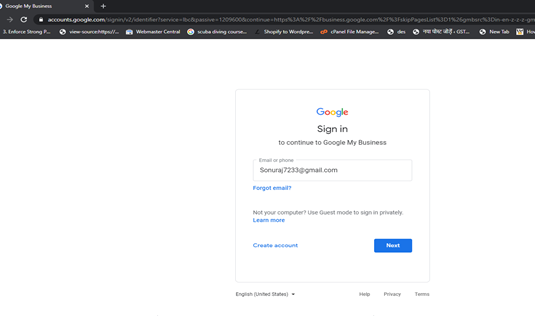 Google My Business
accounts.google.com/signin/v2/identifier?service=lbc&passive=1209600&continue=https%3A%2F%2Fbusiness.google.com%2F%3FskipPagesList%3D1%26gmbsrc%3Din-en-z-z-z-gm
3. Enforce Strong P... view-source:https://... Webmaster Central scuba diving course... Shopify to Wordpre... cPanel File Manage... des नया पोस्ट जोड़ें ‹ GST... New Tab How
Google
Sign in
to continue to Google My Business
Email or phone
Sonuraj7233@gmail.com
Forgot email?
Not your computer? Use Guest mode to sign in privately.
Learn more
Create account Next
English (United States) Help Privacy Terms